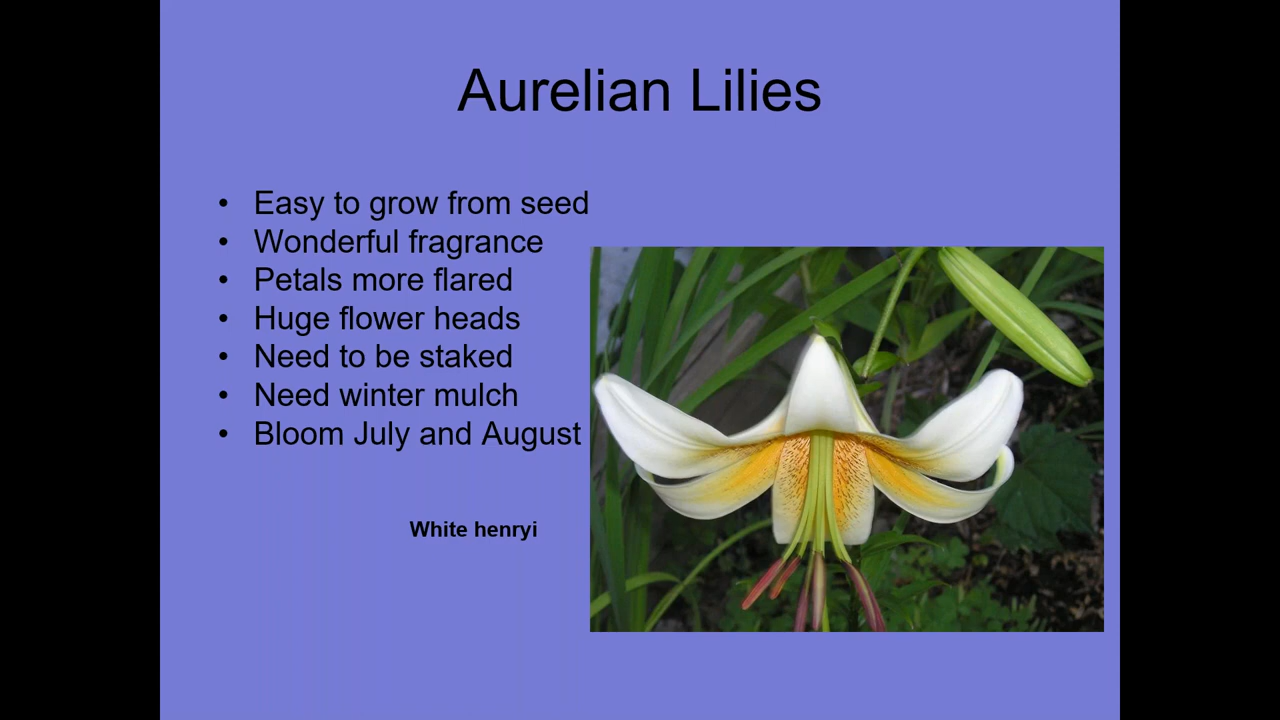 Aurelian Lilies
• Easy to grow from seed
• Wonderful fragrance
• Petals more flared
• Huge flower heads
• Need to be staked
• Need winter mulch
• Bloom July and August
White henryi